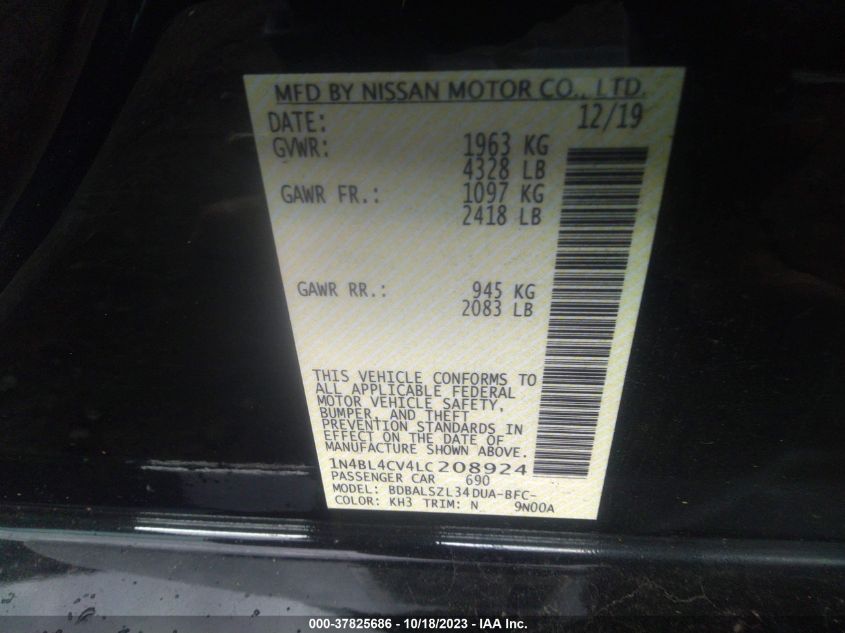 MFD BY NISSAN MOTOR CO., LTD.
DATE: 12/19
GVWR: 1963 KG
4328 LB
GAWR FR.: 1097 KG
2418 LB
GAWR RR.: 945 KG
2083 LB
THIS VEHICLE CONFORMS TO
ALL APPLICABLE FEDERAL
MOTOR VEHICLE SAFETY,
BUMPER, AND THEFT
PREVENTION STANDARDS IN
EFFECT ON THE DATE OF
MANUFACTURE SHOWN ABOVE.
1N4BL4CV4LC208924
PASSENGER CAR 690
MODEL: BDBALSZL34DUA-BFC-
COLOR: KH3 TRIM: N 9N00A
000-37825686 - 10/18/2023 - IAA Inc.